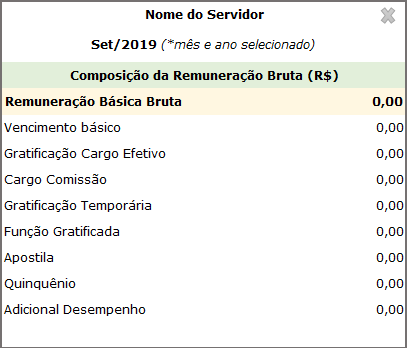 Nome do Servidor
Set/2019 (*mês e ano selecionado)
Composição da Remuneração Bruta (R$)
Remuneração Básica Bruta 0,00
Vencimento básico 0,00
Gratificação Cargo Efetivo 0,00
Cargo Comissão 0,00
Gratificação Temporária 0,00
Função Gratificada 0,00
Apostila 0,00
Quinquênio 0,00
Adicional Desempenho 0,00